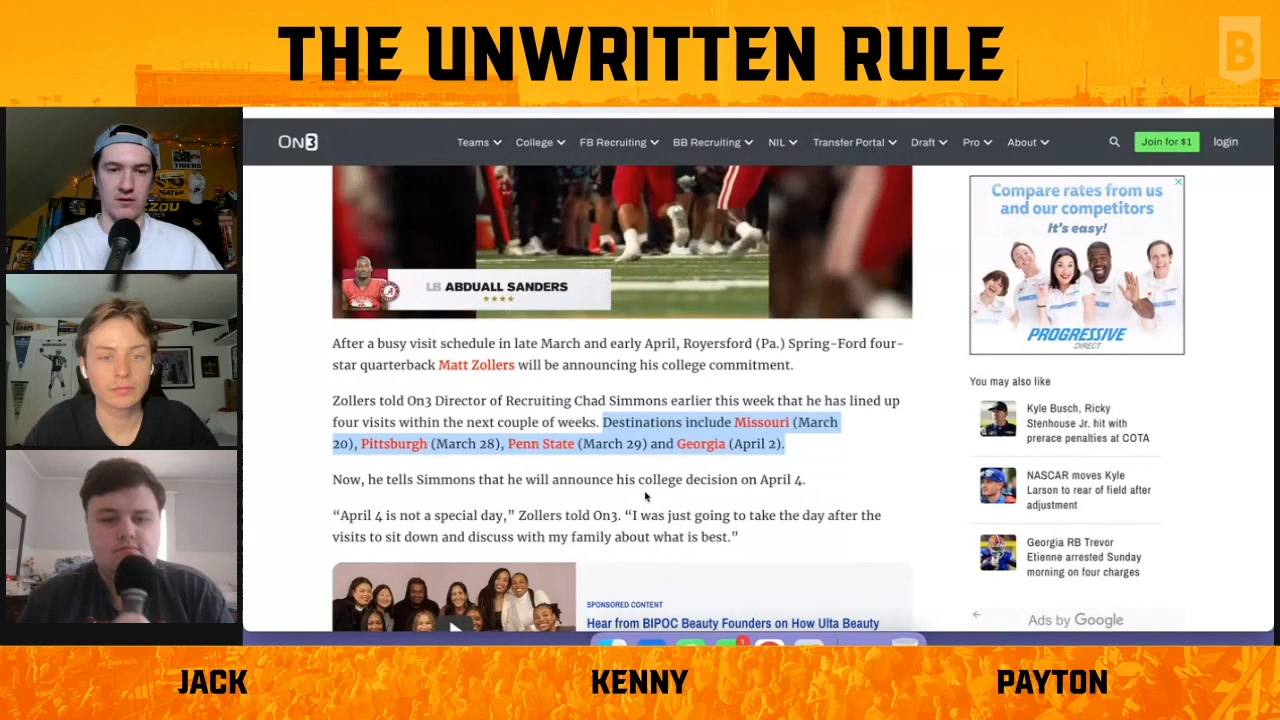 THE UNWRITTEN RULE
B
TIGERS
ZOU
ON3
Teams College FB Recruiting BB Recruiting NIL Transfer Portal Draft Pro About Join for $1 login
LB ABDUALL SANDERS
After a busy visit schedule in late March and early April, Royersford (Pa.) Spring-Ford four-
star quarterback Matt Zollers will be announcing his college commitment.
Zollers told On3 Director of Recruiting Chad Simmons earlier this week that he has lined up
four visits within the next couple of weeks. Destinations include Missouri (March
20), Pittsburgh (March 28), Penn State (March 29) and Georgia (April 2).
Now, he tells Simmons that he will announce his college decision on April 4.
“April 4 is not a special day,” Zollers told On3. “I was just going to take the day after the
visits to sit down and discuss with my family about what is best.”
SPONSORED CONTENT
Hear from BIPOC Beauty Founders on How Ulta Beauty
Compare rates from us
and our competitors
It's easy!
PROGRESSIVE
DIRECT
You may also like
Kyle Busch, Ricky
Stenhouse Jr. hit with
prerace penalties at COTA
NASCAR moves Kyle
Larson to rear of field after
adjustment
Georgia RB Trevor
Etienne arrested Sunday
morning on four charges
Ads by Google
1
JACK KENNY PAYTON